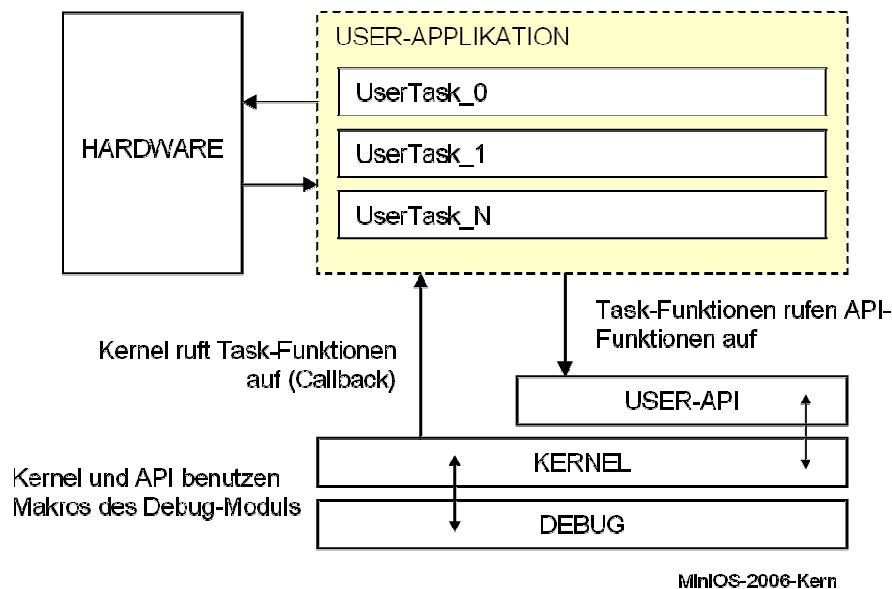 USER-APPLIKATION
UserTask_0
HARDWARE
UserTask_1
UserTask_N
Task-Funktionen rufen API-
Funktionen auf
Kernel ruft Task-Funktionen
auf (Callback)
USER-API
KERNEL
Kernel und API benutzen
Makros des Debug-Moduls
DEBUG
MiniOS-2006-Kern